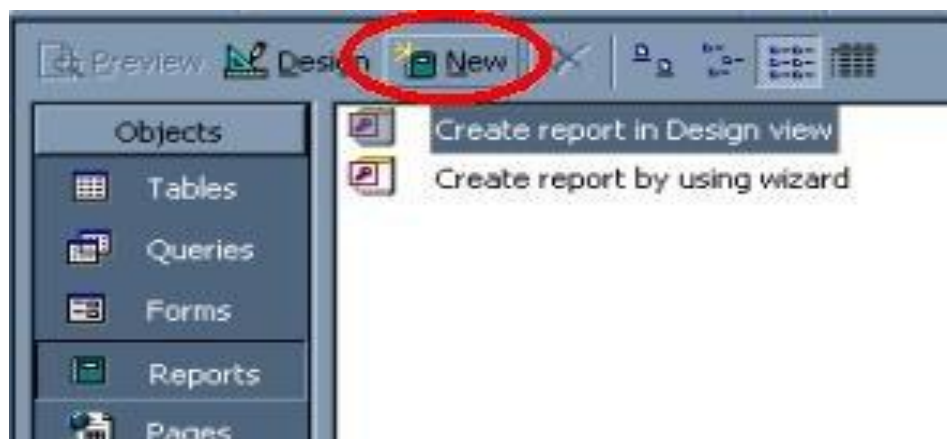 Preview Design New
Objects
Create report in Design view
Tables
Create report by using wizard
Queries
Forms
Reports
Pages